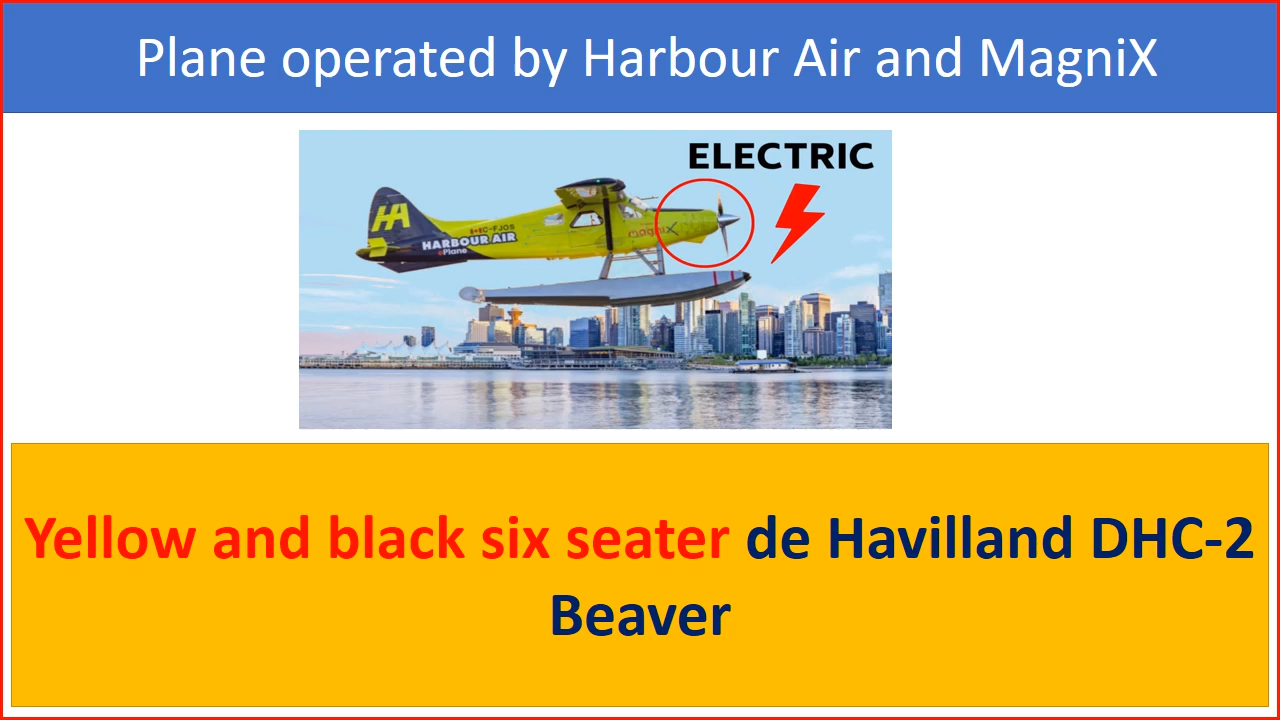 Plane operated by Harbour Air and MagniX
ELECTRIC
HA
C-FJOS
HARBOUR AIR
ePlane
magniX
Yellow and black six seater de Havilland DHC-2
Beaver